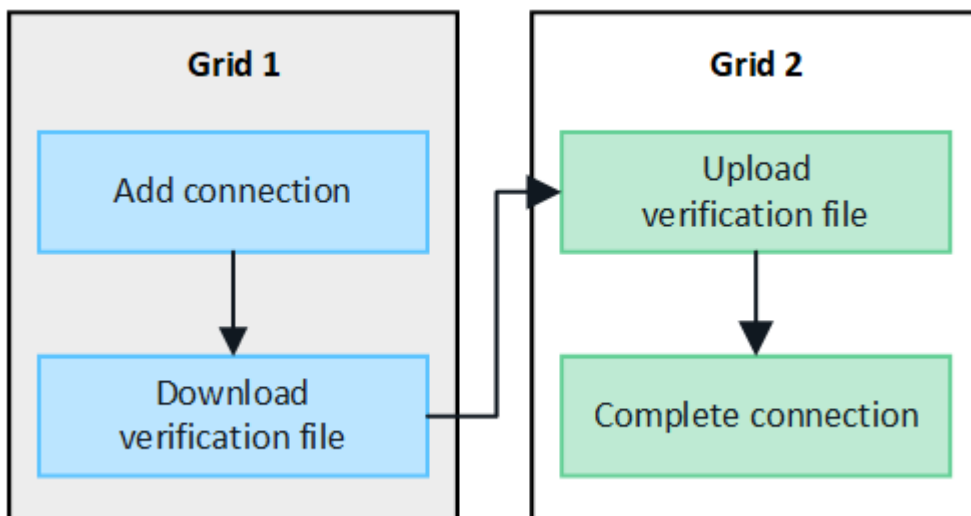 Grid 1
Add connection
Download
verification file
Grid 2
Upload
verification file
Complete connection